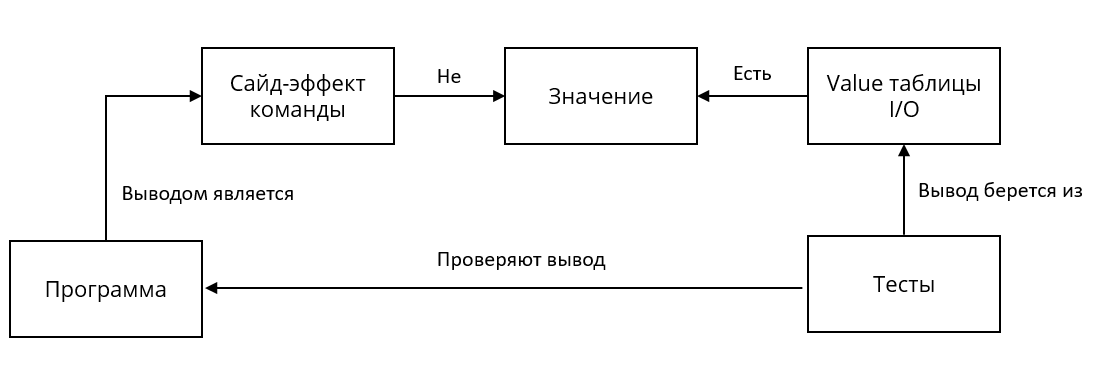 Сайд-эффект
команды
Не
Значение
Есть
Value таблицы
I/O
Выводом является
Вывод берется из
Программа
Проверяют вывод
Тесты